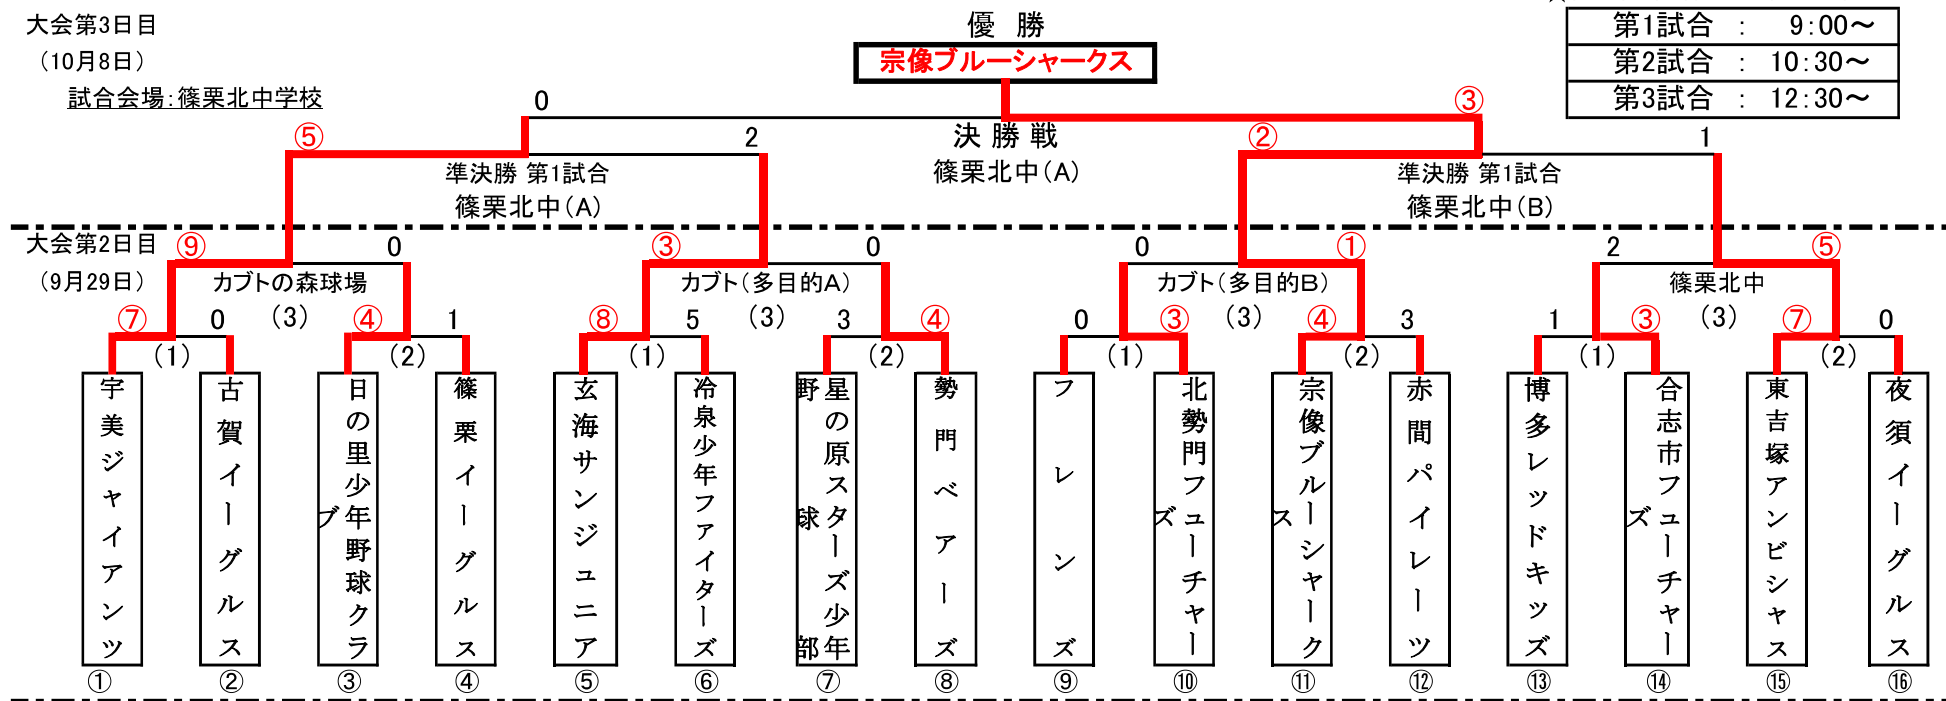 大会第3日目
(10月8日)
試合会場:篠栗北中学校
優 勝
宗像ブルーシャークス
第1試合 : 9:00~
第2試合 : 10:30~
第3試合 : 12:30~
0
③
⑤
2
決 勝 戦
②
1
準決勝 第1試合
篠栗北中(A)
篠栗北中(A)
準決勝 第1試合
篠栗北中(B)
大会第2日目
(9月29日)
⑨
0
③
0
0
①
2
⑤
カブトの森球場
カブト(多目的A)
カブト(多目的B)
篠栗北中
(3)
(3)
(3)
(3)
⑦
0
④
1
⑧
5
3
④
0
③
④
3
1
③
⑦
0
(1)
(2)
(1)
(2)
(1)
(2)
(1)
(2)
宇美ジャイアンツ
古賀イーグルス
日の里少年野球クラブ
篠栗イーグルス
玄海サンジュニア
冷泉少年ファイターズ
星の原スターズ少年野球部
勢門ベアーズ
フレンズ
北勢門フューチャーズ
宗像ブルーシャークス
赤間パイレーツ
博多レッドキッズ
合志市フューチャーズ
東吉塚アンビシャス
夜須イーグルス
①
②
③
④
⑤
⑥
⑦
⑧
⑨
⑩
⑪
⑫
⑬
⑭
⑮
⑯